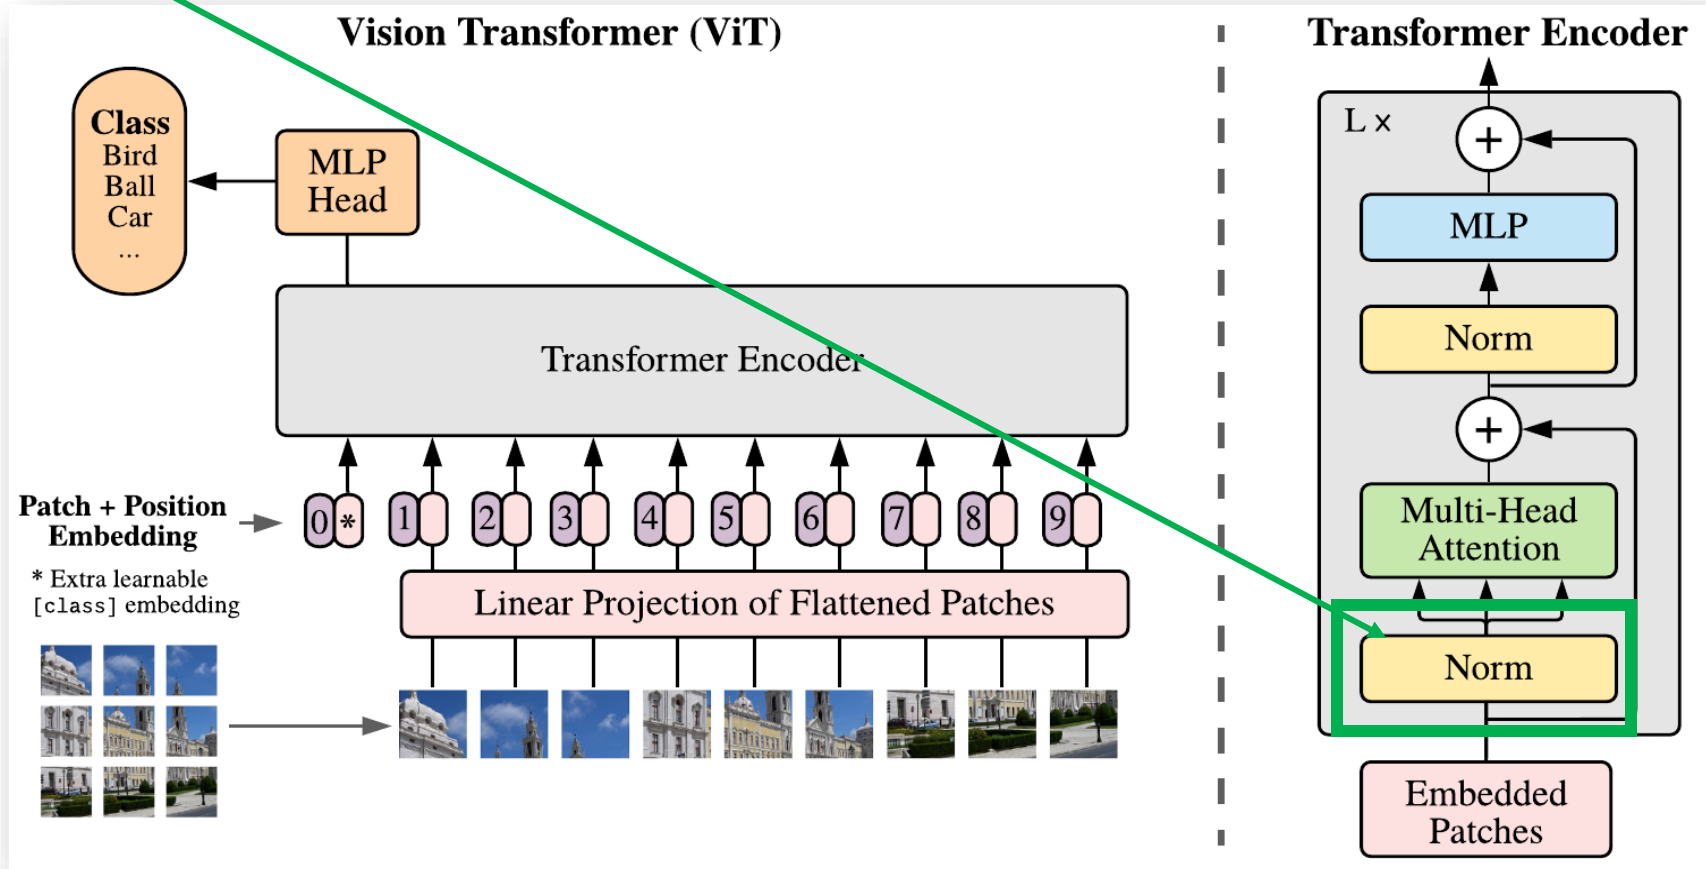 Vision Transformer (ViT)
Class
Bird
Ball
Car
...
MLP
Head
Transformer Encoder
Patch + Position
Embedding
0 * 1 2 3 4 5 6 7 8 9
* Extra learnable
[class] embedding
Linear Projection of Flattened Patches
Transformer Encoder
L x
+
MLP
Norm
+
Multi-Head
Attention
Norm
Embedded
Patches